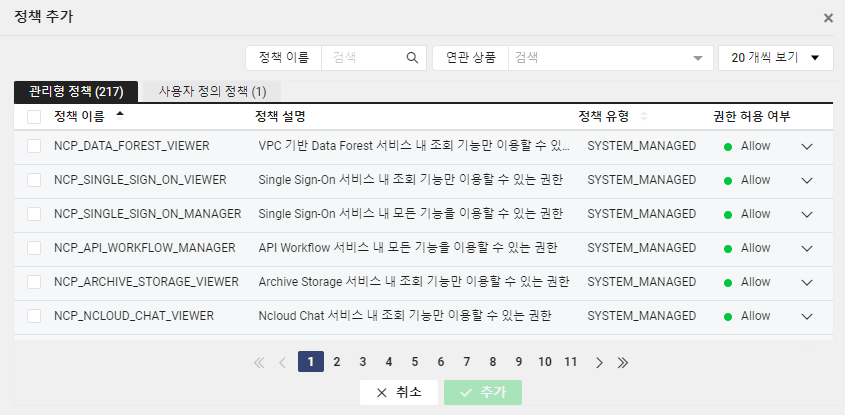 정책 추가
정책 이름 검색 연관 상품 검색 20 개씩 보기
관리형 정책 (217) 사용자 정의 정책 (1)
정책 이름 정책 설명 정책 유형 권한 허용 여부
NCP_DATA_FOREST_VIEWER VPC 기반 Data Forest 서비스 내 조회 기능만 이용할 수 있... SYSTEM_MANAGED Allow
NCP_SINGLE_SIGN_ON_VIEWER Single Sign-On 서비스 내 조회 기능만 이용할 수 있는 권한 SYSTEM_MANAGED Allow
NCP_SINGLE_SIGN_ON_MANAGER Single Sign-On 서비스 내 모든 기능을 이용할 수 있는 권한 SYSTEM_MANAGED Allow
NCP_API_WORKFLOW_MANAGER API Workflow 서비스 내 모든 기능을 이용할 수 있는 권한 SYSTEM_MANAGED Allow
NCP_ARCHIVE_STORAGE_VIEWER Archive Storage 서비스 내 조회 기능만 이용할 수 있는 권한 SYSTEM_MANAGED Allow
NCP_NCLOUD_CHAT_VIEWER Ncloud Chat 서비스 내 조회 기능만 이용할 수 있는 권한 SYSTEM_MANAGED Allow
1 2 3 4 5 6 7 8 9 10 11
취소 추가